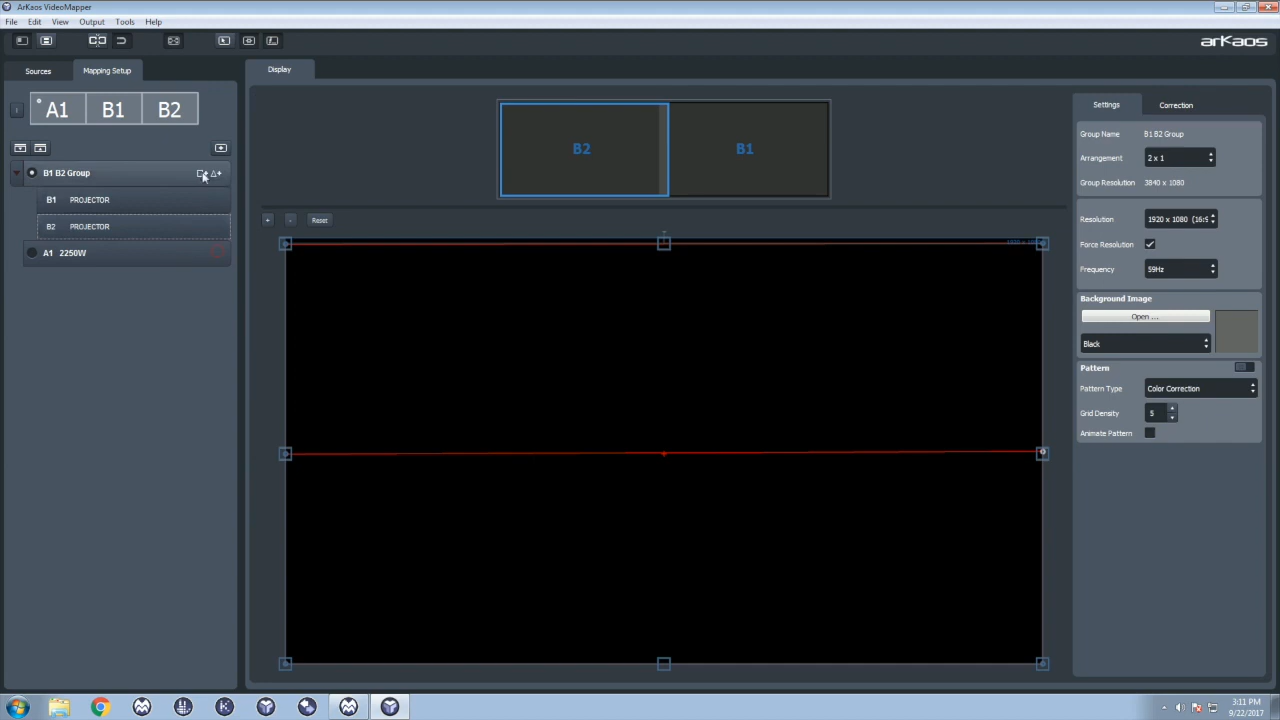 ArKaos VideoMapper
File Edit View Output Tools Help
arkaos
Sources Mapping Setup Display
A1 B1 B2
B2 B1
Settings Correction
Group Name B1 B2 Group
Arrangement 2 x 1
Group Resolution 3840 x 1080
B1 B2 Group
B1 PROJECTOR
B2 PROJECTOR
A1 2250W
+ - Reset
Resolution 1920 x 1080 (16:9
Force Resolution
Frequency 59Hz
Background Image
Open ...
Black
Pattern
Pattern Type Color Correction
Grid Density 5
Animate Pattern
3:11 PM
9/22/2017